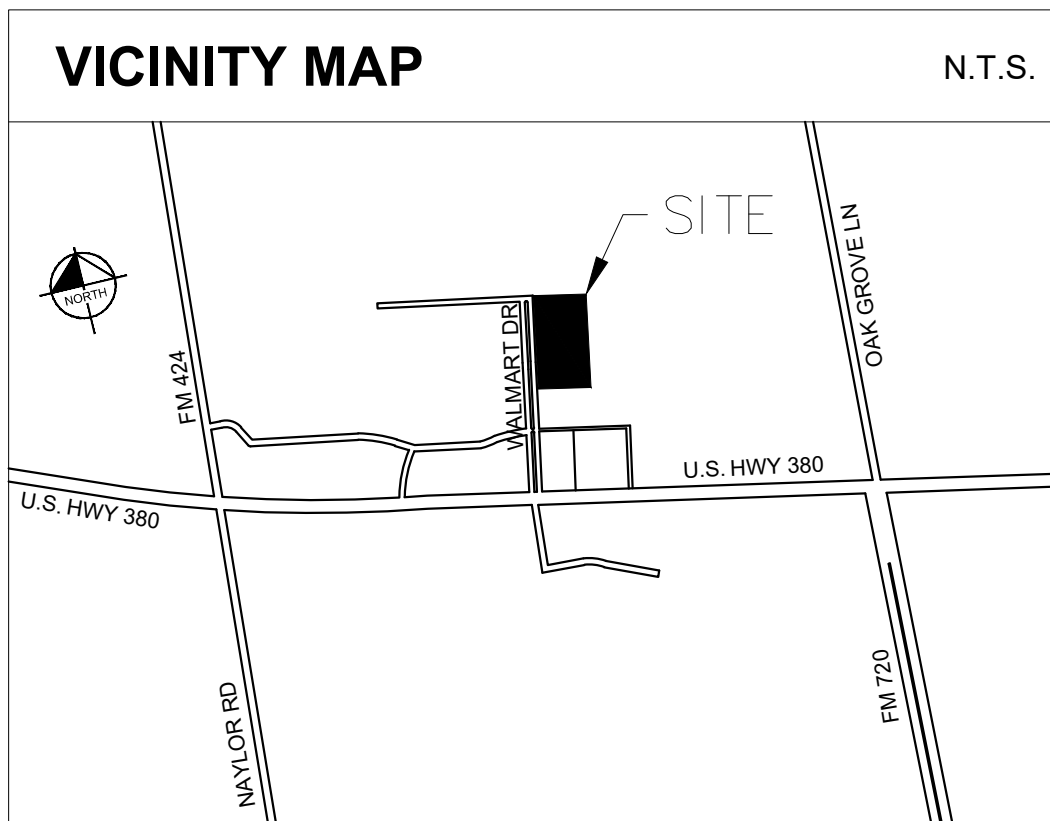 VICINITY MAP
N.T.S.
SITE
OAK GROVE LN
NORTH
WALMART DR
FM 424
U.S. HWY 380
U.S. HWY 380
FM 720
NAYLOR RD